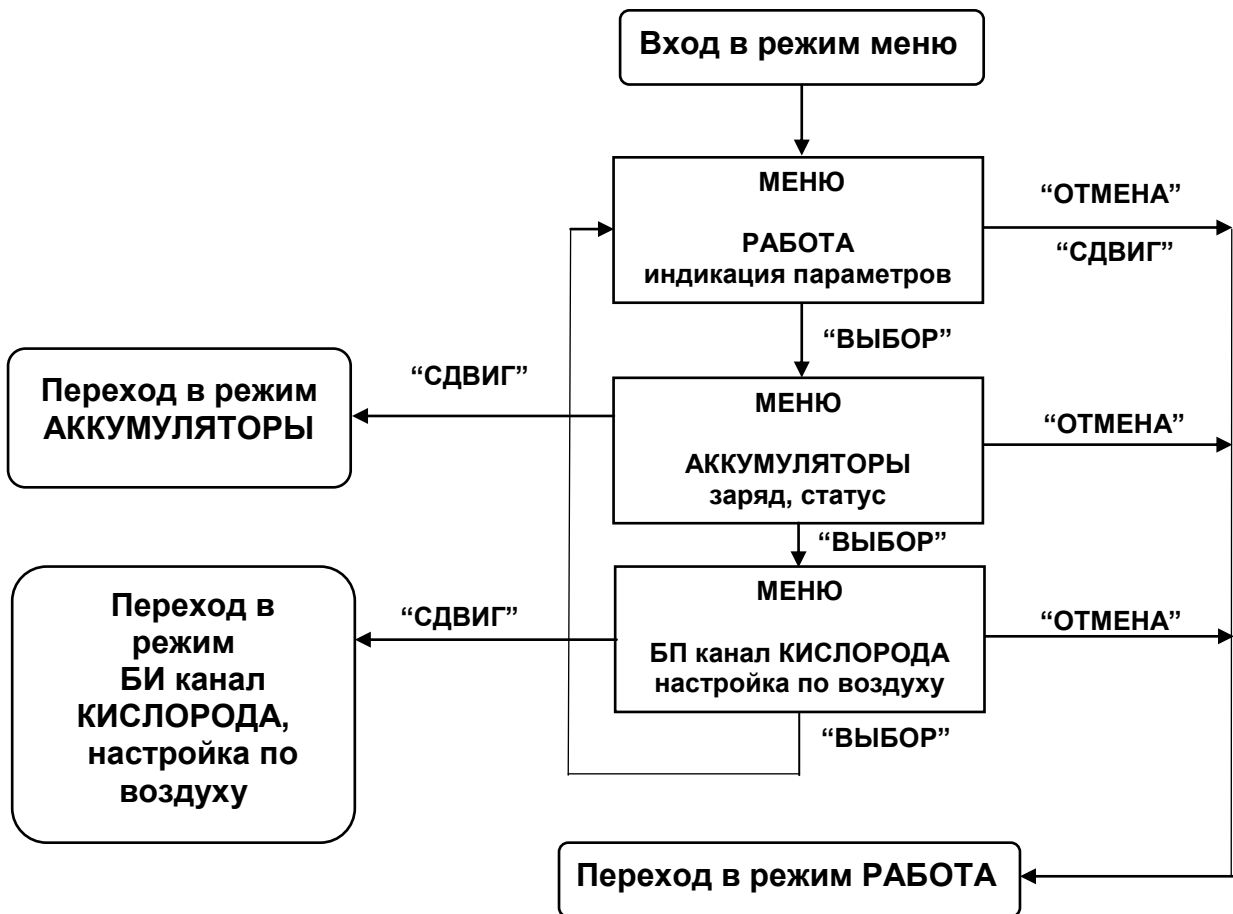 Вход в режим меню
МЕНЮ
РАБОТА
индикация параметров
“ОТМЕНА”
“СДВИГ”
“ВЫБОР”
Переход в режим
АККУМУЛЯТОРЫ
“СДВИГ”
МЕНЮ
АККУМУЛЯТОРЫ
заряд, статус
“ОТМЕНА”
“ВЫБОР”
Переход в
режим
БИ канал
КИСЛОРОДА,
настройка по
воздуху
“СДВИГ”
МЕНЮ
БП канал КИСЛОРОДА
настройка по воздуху
“ОТМЕНА”
“ВЫБОР”
Переход в режим РАБОТА